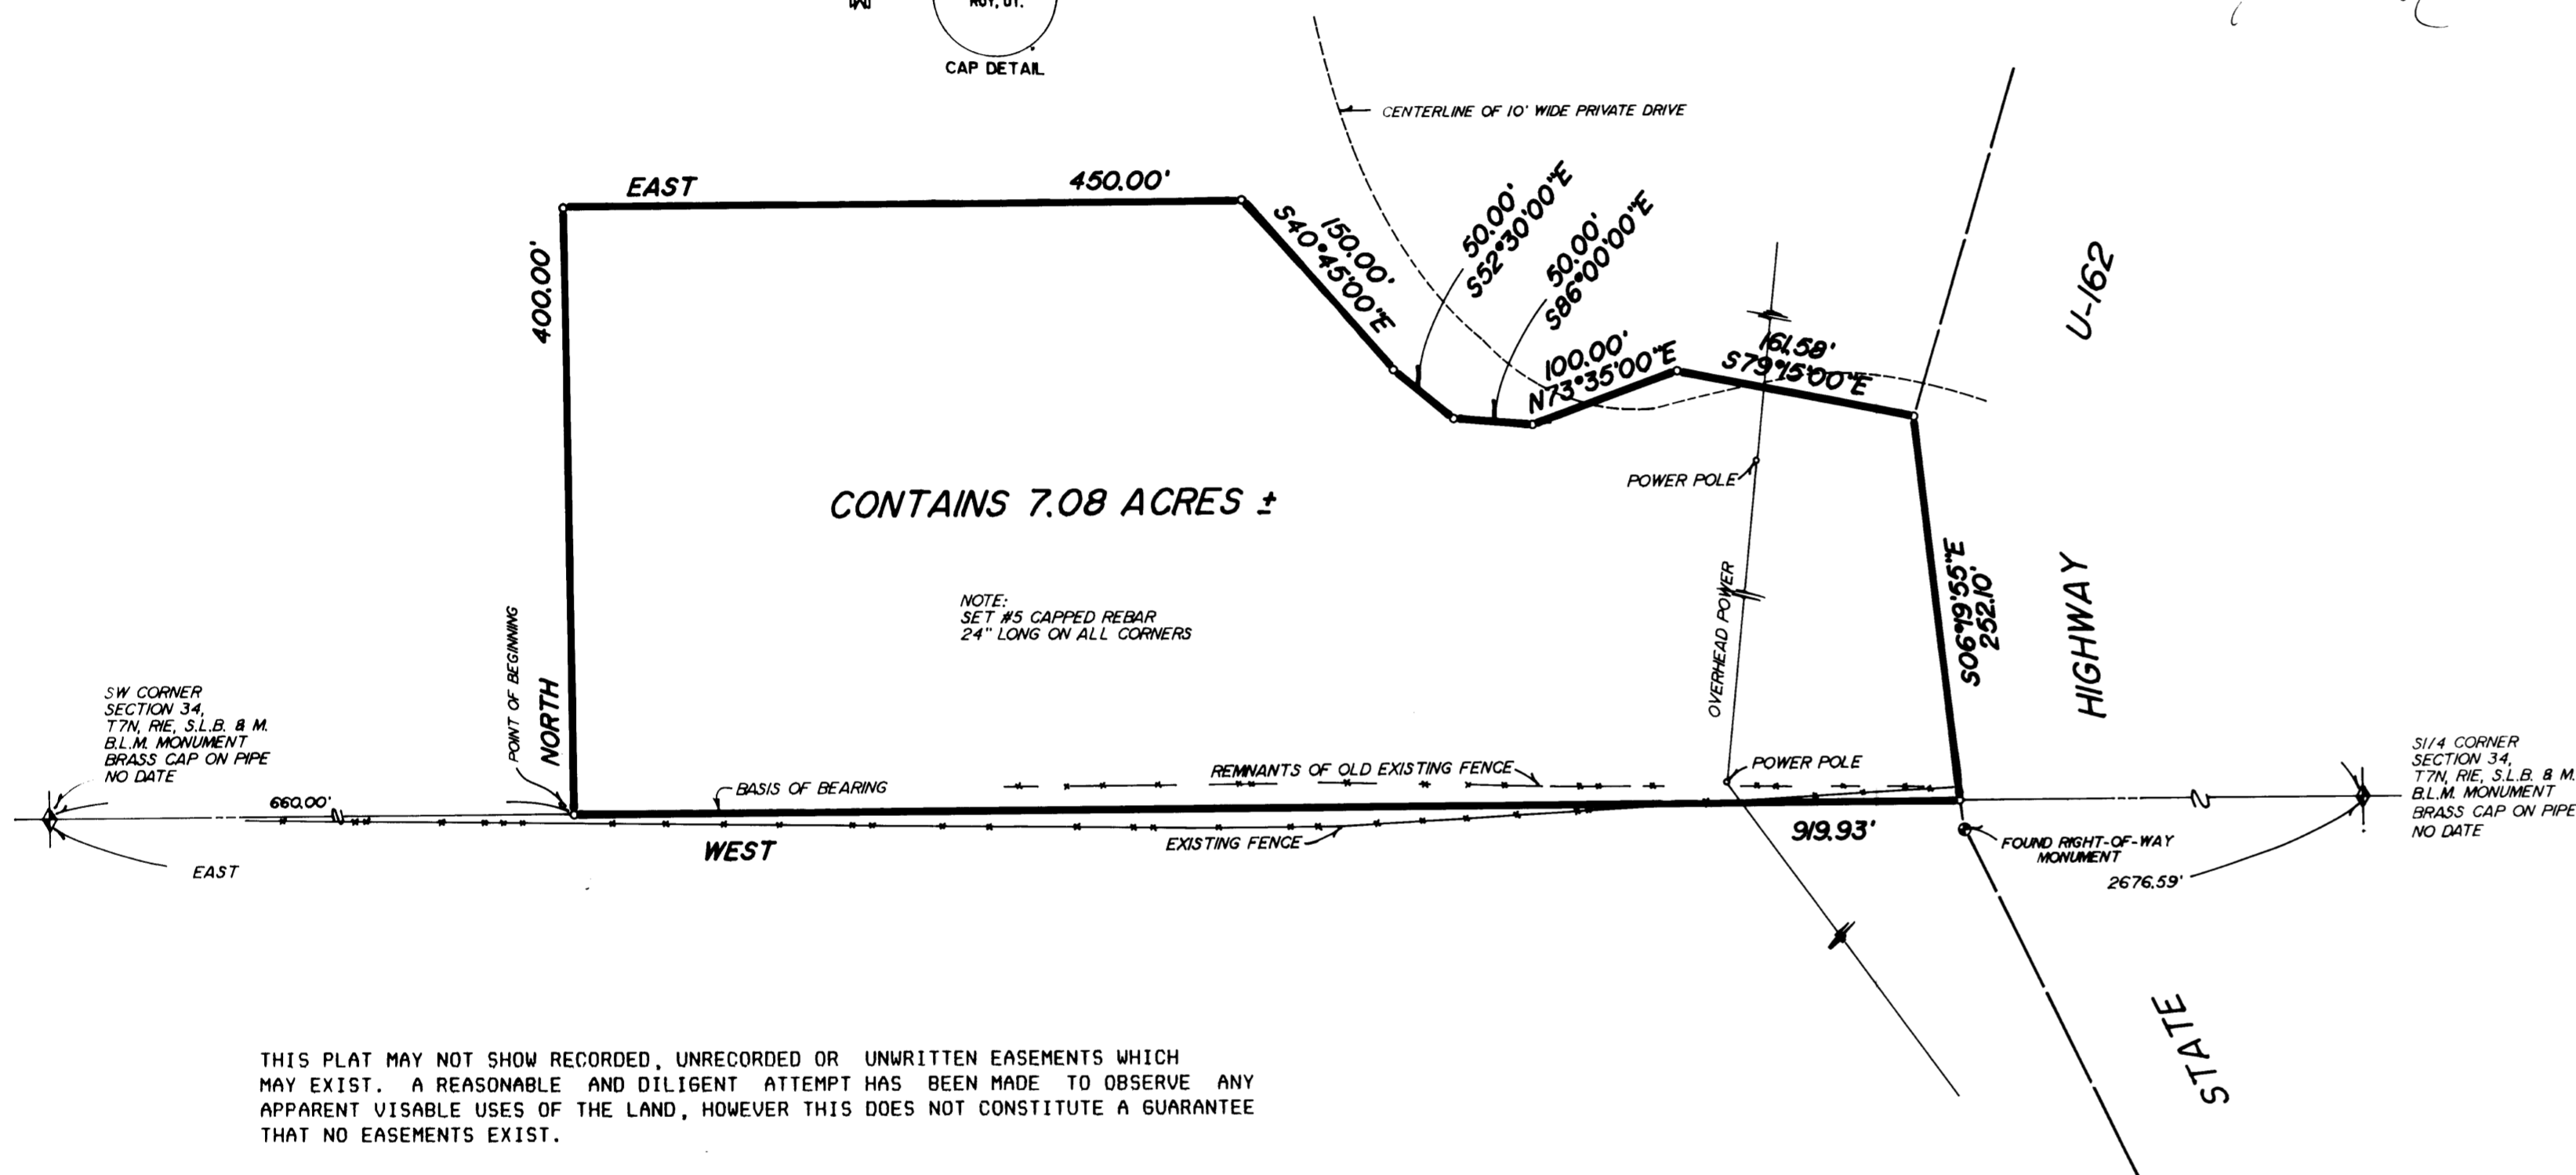 ROY, UT.
CAP DETAIL
CENTERLINE OF 10' WIDE PRIVATE DRIVE
EAST
450.00'
400.00'
NORTH
150.00'
S40°45'00"E
50.00'
S52°30'00"E
50.00'
S86°00'00"E
100.00'
N73°35'00"E
161.58'
S79°15'00"E
U-162
HIGHWAY
STATE
POWER POLE
OVERHEAD POWER
S06°19'55"E
252.10'
CONTAINS 7.08 ACRES ±
NOTE:
SET #5 CAPPED REBAR
24" LONG ON ALL CORNERS
POINT OF BEGINNING
SW CORNER
SECTION 34,
T7N, R1E, S.L.B. & M.
B.L.M. MONUMENT
BRASS CAP ON PIPE
NO DATE
660.00'
EAST
BASIS OF BEARING
REMNANTS OF OLD EXISTING FENCE
POWER POLE
WEST
EXISTING FENCE
919.93'
FOUND RIGHT-OF-WAY
MONUMENT
2676.59'
S1/4 CORNER
SECTION 34,
T7N, R1E, S.L.B. & M.
B.L.M. MONUMENT
BRASS CAP ON PIPE
NO DATE
THIS PLAT MAY NOT SHOW RECORDED, UNRECORDED OR UNWRITTEN EASEMENTS WHICH
MAY EXIST. A REASONABLE AND DILIGENT ATTEMPT HAS BEEN MADE TO OBSERVE ANY
APPARENT VISABLE USES OF THE LAND, HOWEVER THIS DOES NOT CONSTITUTE A GUARANTEE
THAT NO EASEMENTS EXIST.